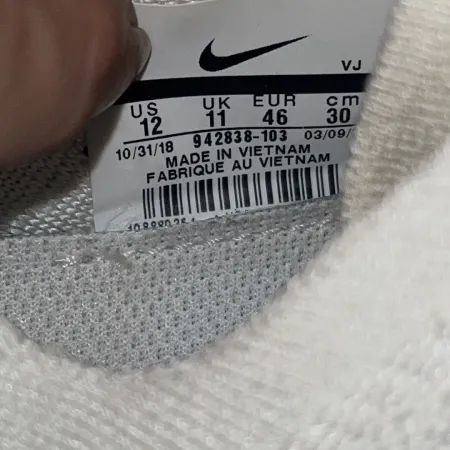 VJ
US UK EUR cm
12 11 46 30
10/31/18 942838-103 03/09/
MADE IN VIETNAM
FABRIQUE AU VIETNAM